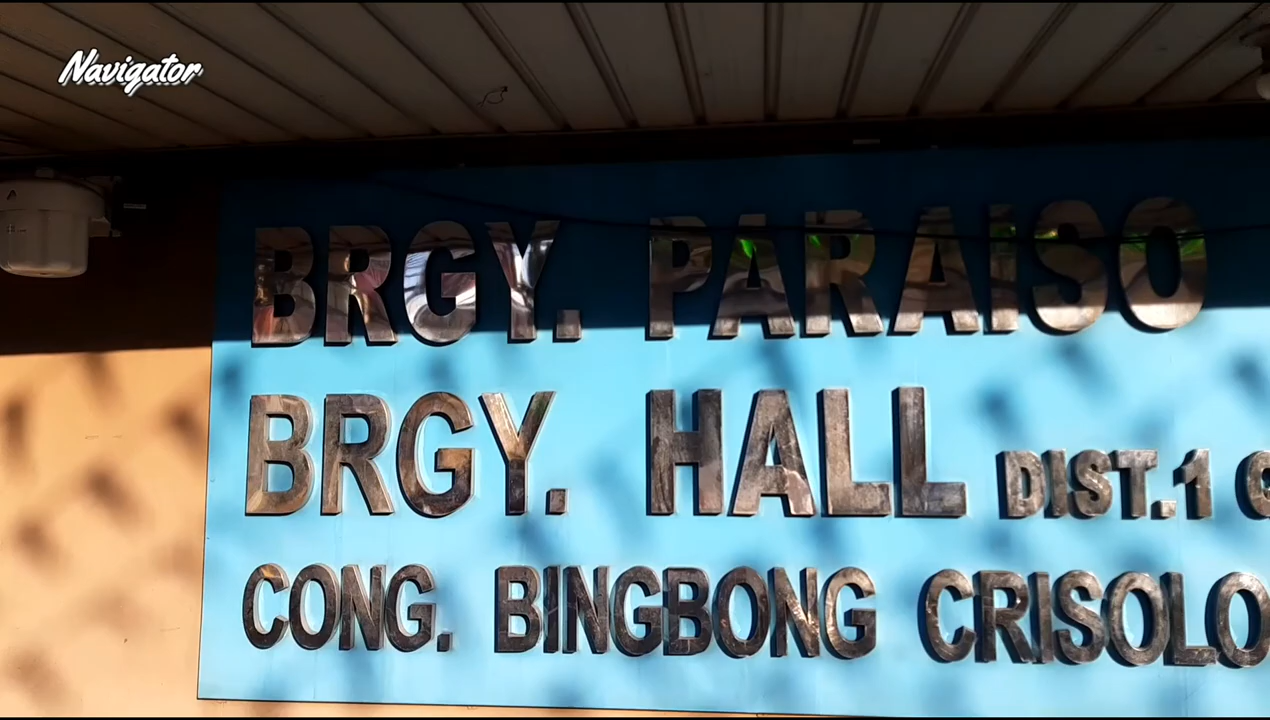 Navigator
BRGY. PARAISO
BRGY. HALL DIST.1
CONG. BINGBONG CRISOLO